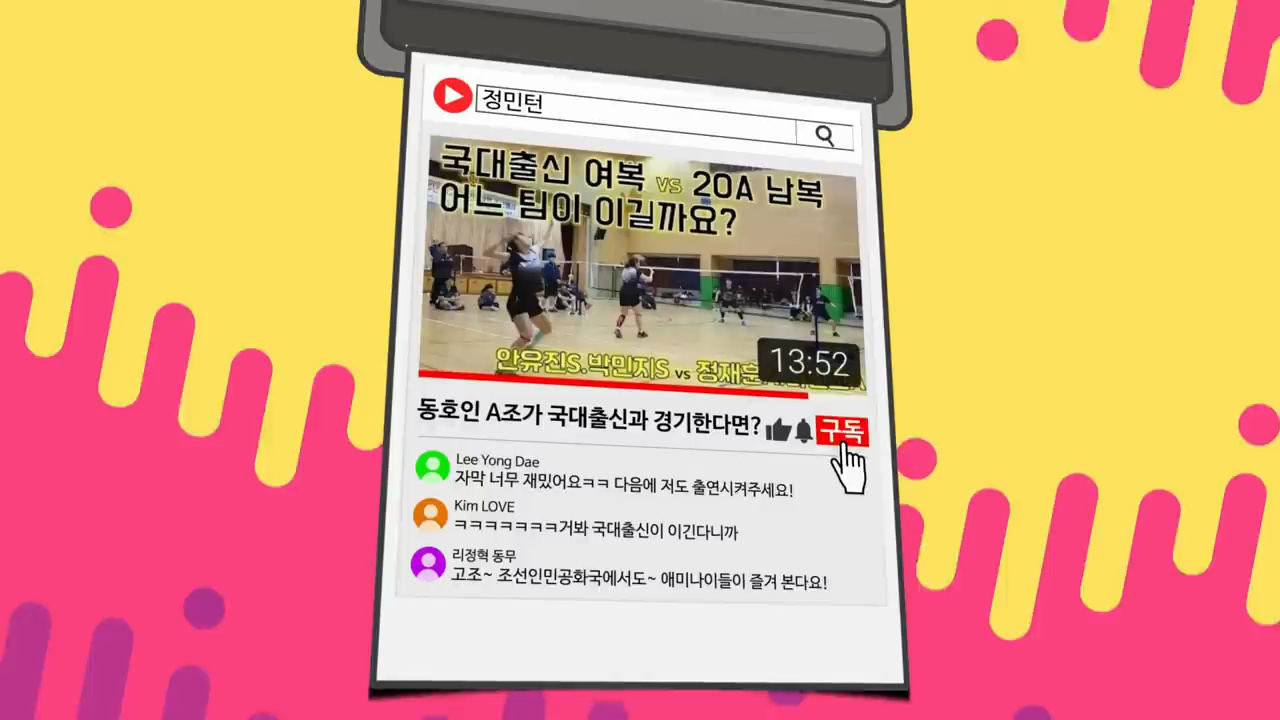 정민턴
국대출신 여복 vs 20A 남복
어느 팀이 이길까요?
안유진S.박민지S vs 정재훈
13:52
동호인 A조가 국대출신과 경기한다면?
구독
Lee Yong Dae
자막 너무 재밌어요ㅋㅋ 다음에 저도 출연시켜주세요!
Kim LOVE
ㅋㅋㅋㅋㅋㅋㅋ거봐 국대출신이 이긴다니까
리정혁 동무
고조~ 조선인민공화국에서도~ 애미나이들이 즐겨 본다요!